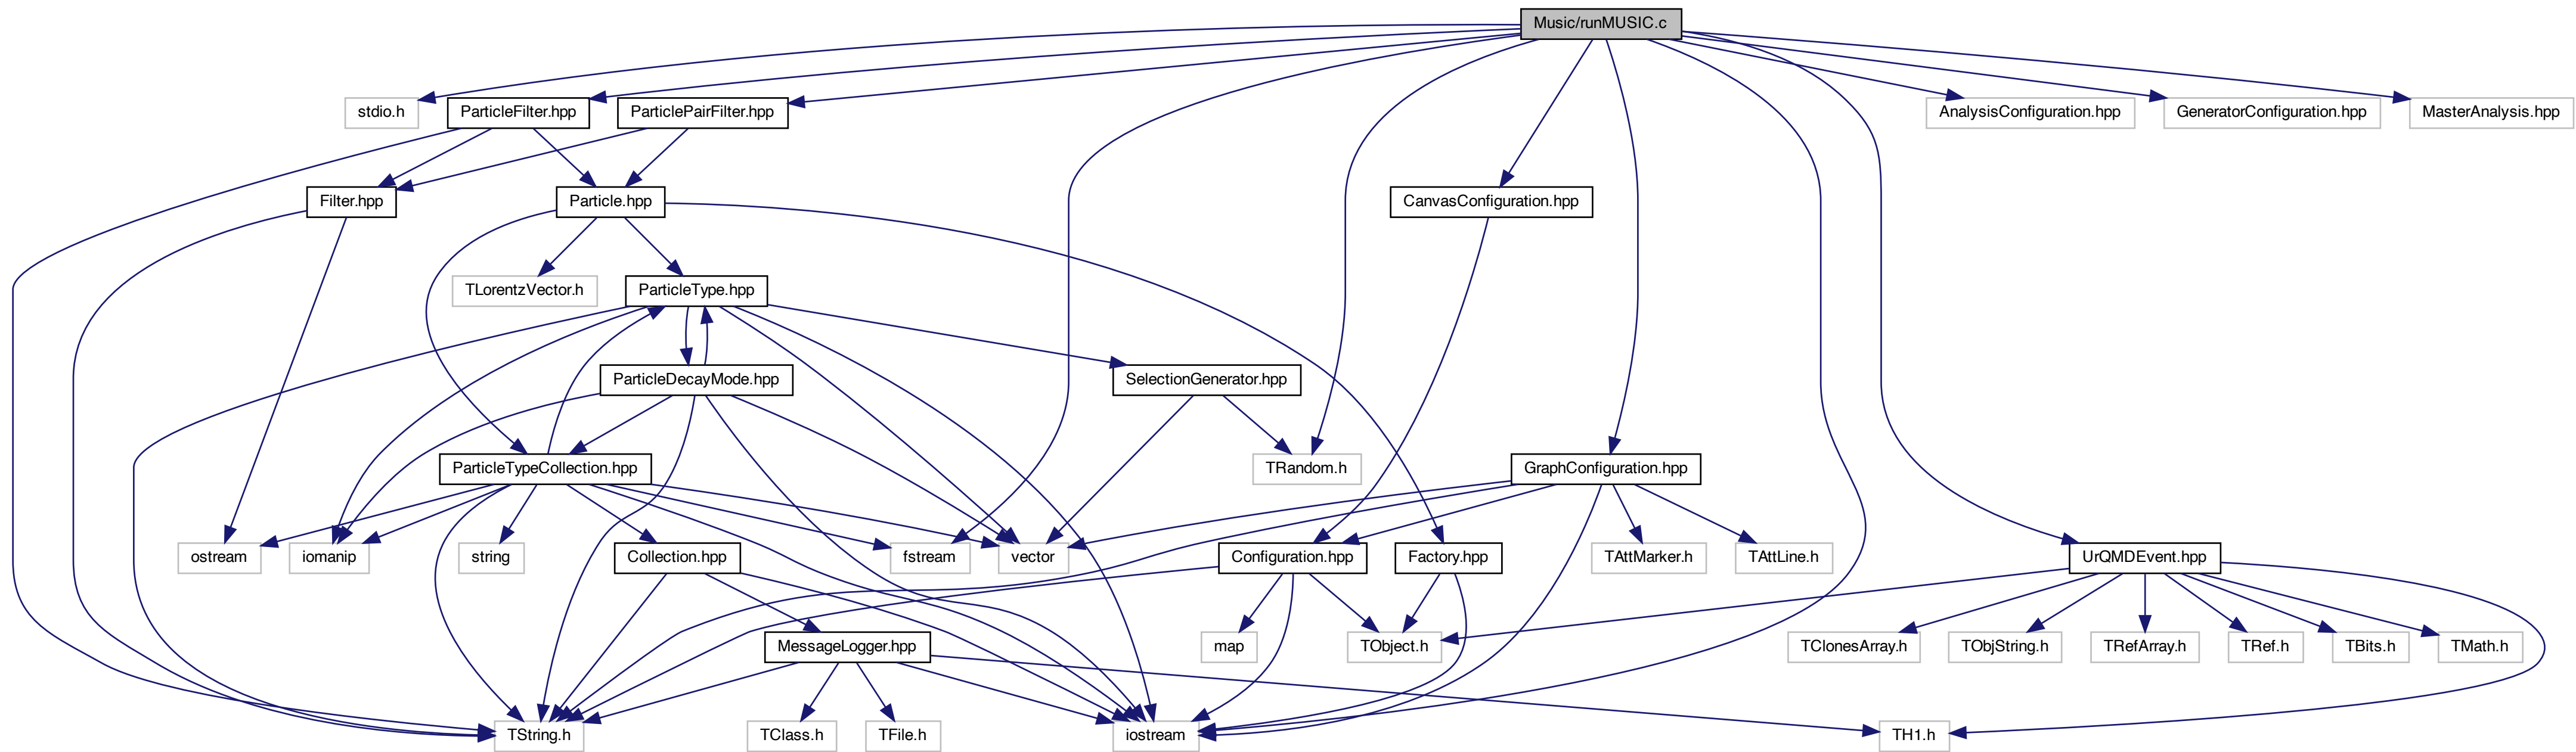 Music/runMUSIC.c
stdio.h
ParticleFilter.hpp
ParticlePairFilter.hpp
AnalysisConfiguration.hpp
GeneratorConfiguration.hpp
MasterAnalysis.hpp
Filter.hpp
Particle.hpp
CanvasConfiguration.hpp
TLorentzVector.h
ParticleType.hpp
ParticleDecayMode.hpp
SelectionGenerator.hpp
ParticleTypeCollection.hpp
TRandom.h
GraphConfiguration.hpp
ostream
iomanip
string
Collection.hpp
fstream
vector
Configuration.hpp
Factory.hpp
TAttMarker.h
TAttLine.h
UrQMDEvent.hpp
MessageLogger.hpp
map
TObject.h
TClonesArray.h
TObjString.h
TRefArray.h
TRef.h
TBits.h
TMath.h
TString.h
TClass.h
TFile.h
iostream
TH1.h